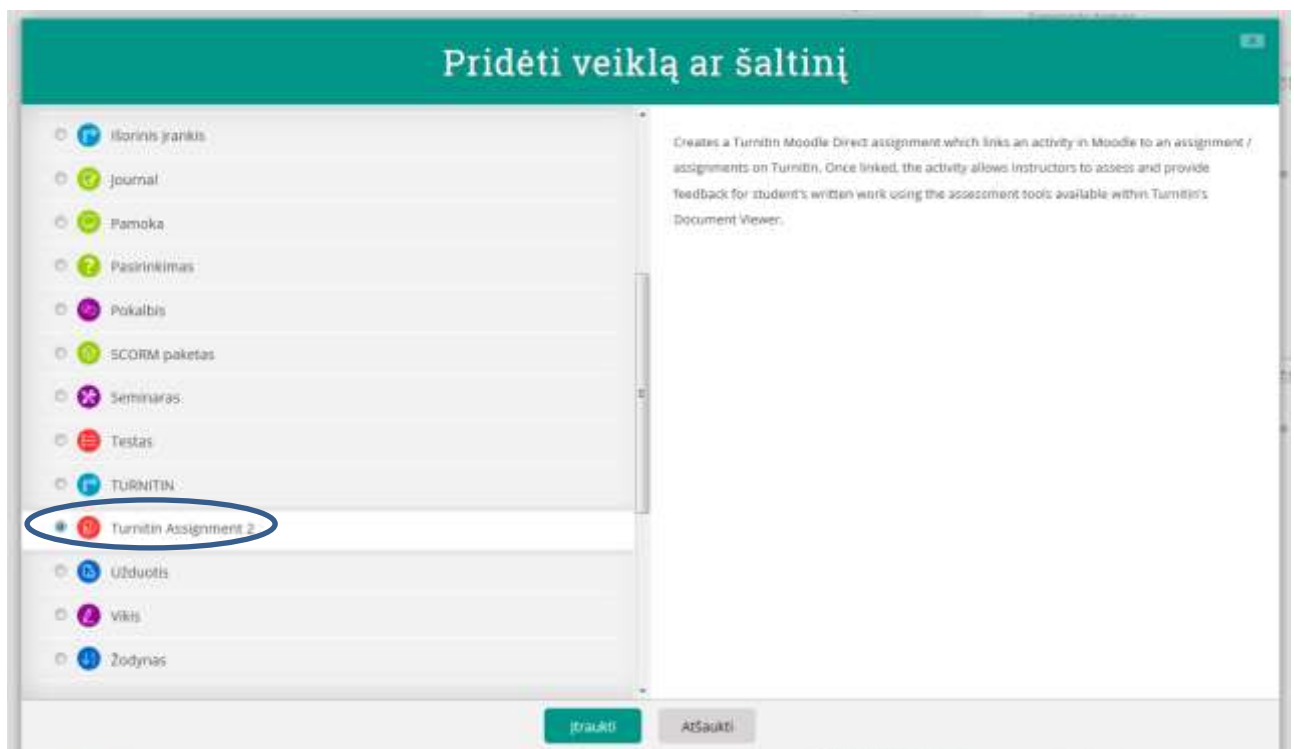 Pridėti veiklą ar šaltinį
Išorinis įrankis
Journal
Pamoka
Pasirinkimas
Pokalbis
SCORM paketas
Seminaras
Testas
TURNITIN
Turnitin Assignment 2
Užduotis
Vikis
Žodynas
Creates a Turnitin Moodle Direct assignment which links an activity in Moodle to an assignment /
assignments on Turnitin. Once linked, the activity allows instructors to assess and provide
feedback for student's written work using the assessment tools available within Turnitin's
Document Viewer.
Įtraukti
Atšaukti